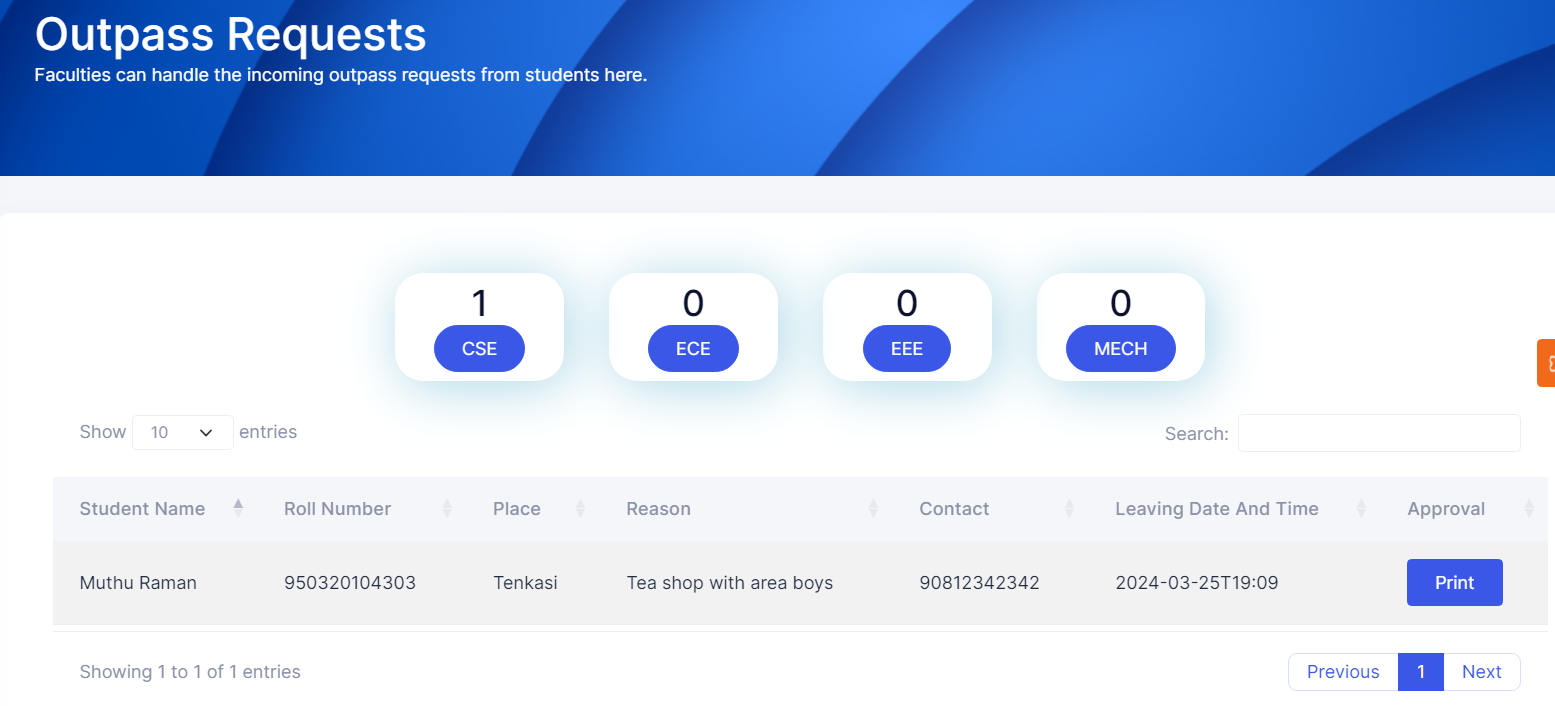 Outpass Requests
Faculties can handle the incoming outpass requests from students here.
1 0 0 0
CSE ECE EEE MECH
Show 10 entries Search:
Student Name Roll Number Place Reason Contact Leaving Date And Time Approval
Muthu Raman 950320104303 Tenkasi Tea shop with area boys 90812342342 2024-03-25T19:09 Print
Showing 1 to 1 of 1 entries Previous 1 Next